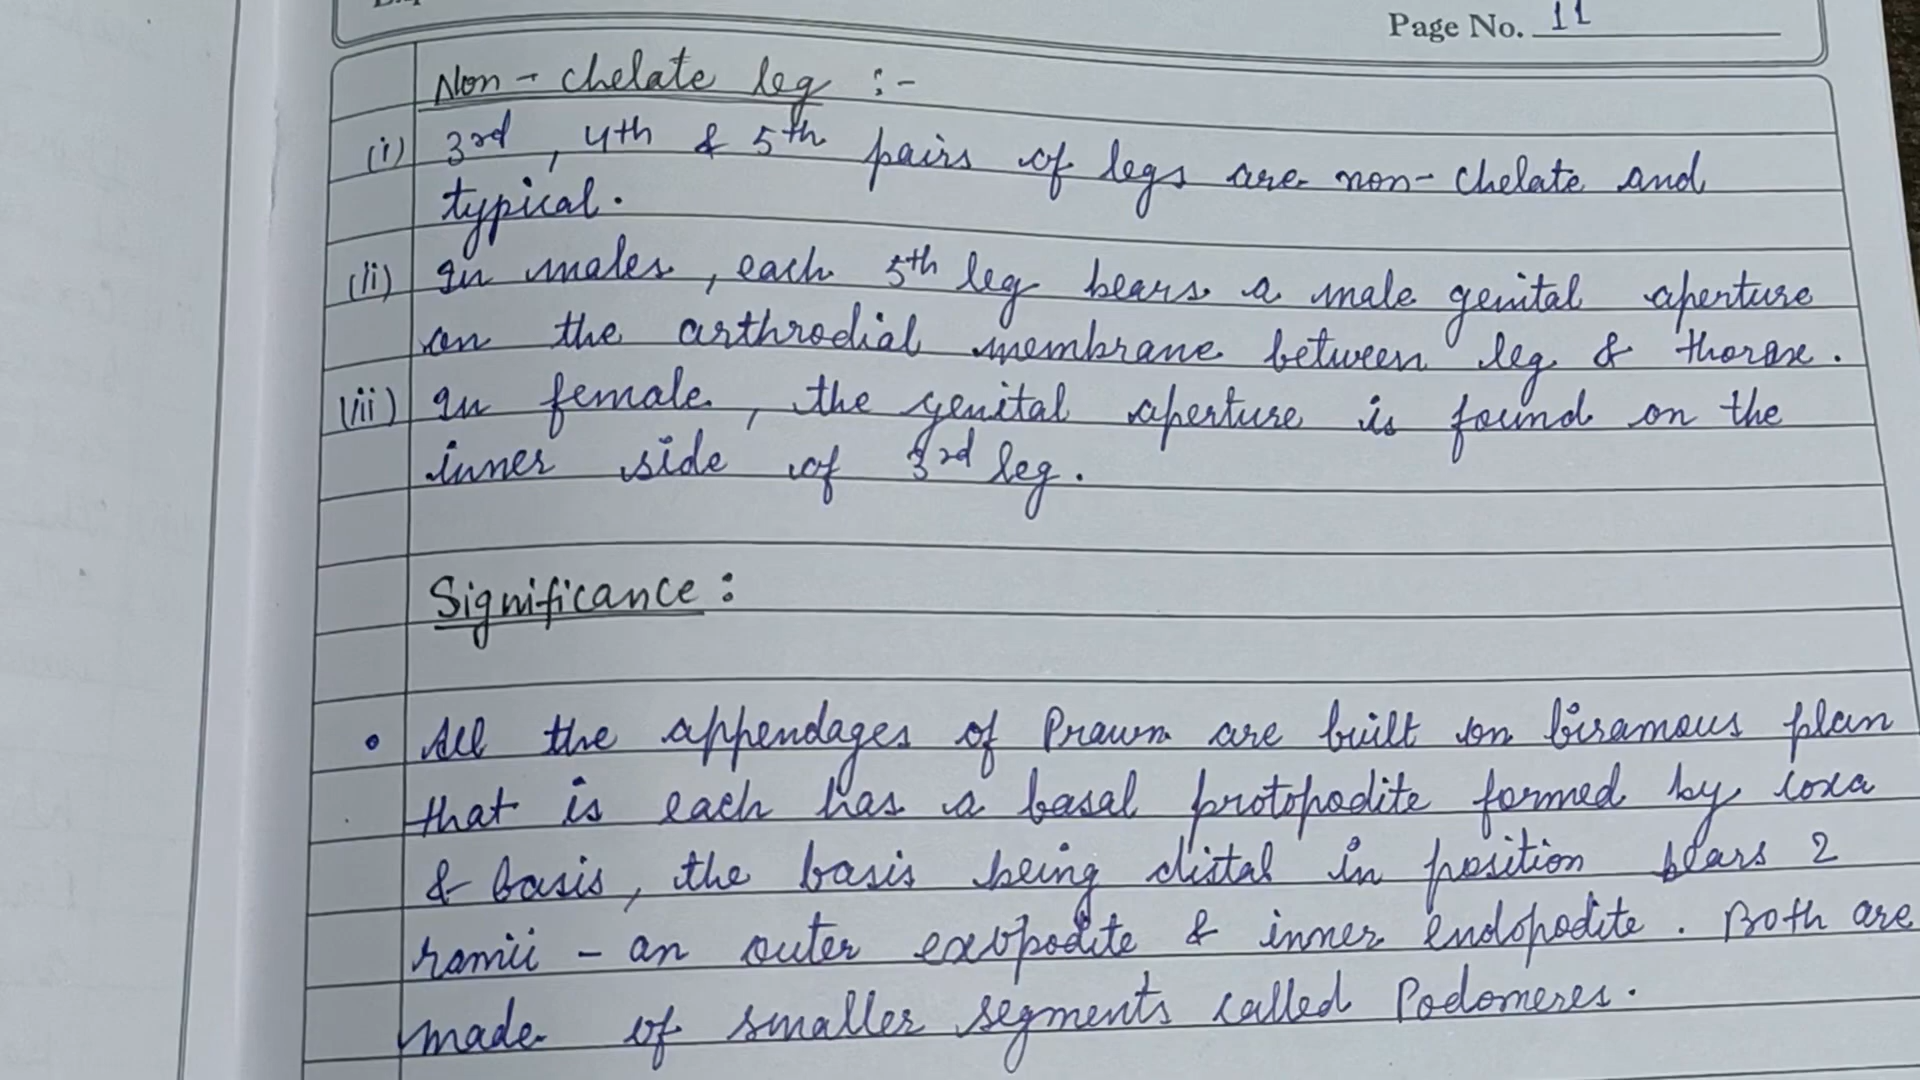 Page No. 11
Non - chelate leg :-
(i) 3rd, 4th & 5th pairs of legs are non-chelate and
typical.
(ii) In males, each 5th leg bears a male genital aperture
on the arthrodial membrane between leg & thorax.
(iii) In female, the genital aperture is found on the
inner side of 3rd leg.
Significance :
• All the appendages of Prawn are built on biramous plan
that is each has a basal protopodite formed by coxa
& basis, the basis being distal in position bears 2
ramii - an outer exopodite & inner endopodite. Both are
made of smaller segments called Podomeres.